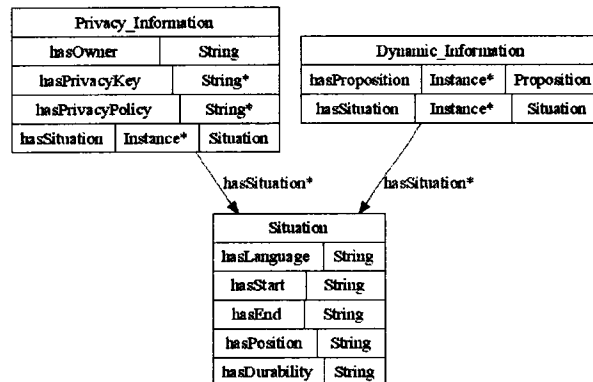 Privacy_Information
hasOwner String
hasPrivacyKey String*
hasPrivacyPolicy String*
hasSituation Instance* Situation
Dynamic_Information
hasProposition Instance* Proposition
hasSituation Instance* Situation
hasSituation* hasSituation*
Situation
hasLanguage String
hasStart String
hasEnd String
hasPosition String
hasDurability String